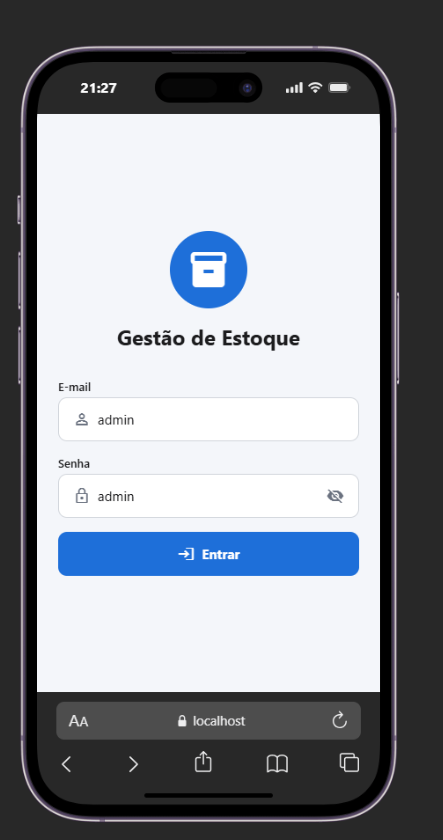 21:27
Gestão de Estoque
E-mail
admin
Senha
admin
Entrar
AA
localhost